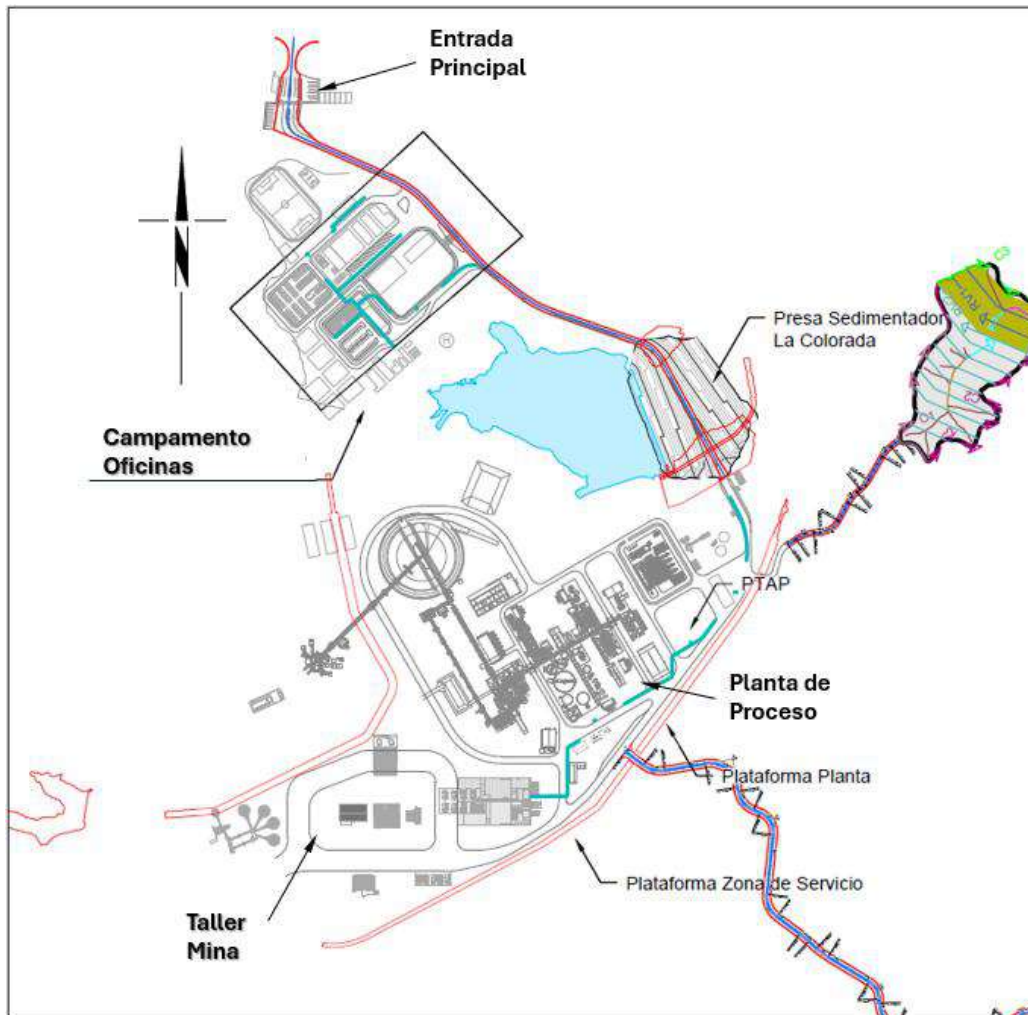 Entrada
Principal
Presa Sedimentador
La Colorada
Campamento
Oficinas
H
PTAP
Planta de
Proceso
Plataforma Planta
Plataforma Zona de Servicio
Taller
Mina